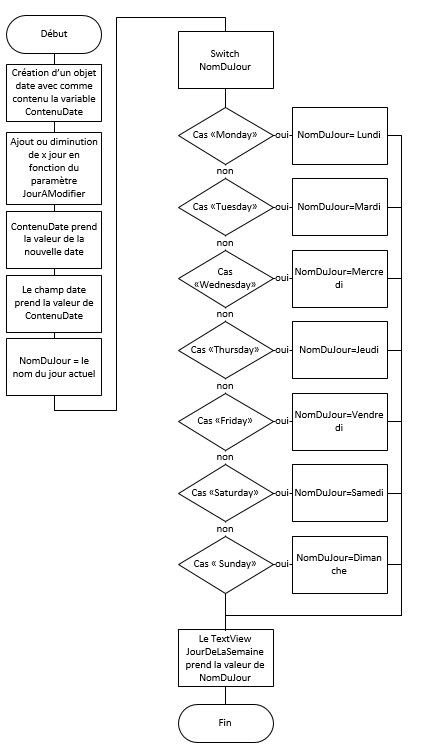 Début
Création d'un objet
date avec comme
contenu la variable
ContenuDate
Ajout ou diminution
de x jour en
fonction du
paramètre
JourAModifier
ContenuDate prend
la valeur de la
nouvelle date
Le champ date
prend la valeur de
ContenuDate
NomDuJour = le
nom du jour actuel
Switch
NomDuJour
Cas «Monday»
oui
NomDuJour= Lundi
non
Cas «Tuesday»
oui
NomDuJour=Mardi
non
Cas
«Wednesday»
oui
NomDuJour=Mercre
di
non
Cas «Thursday»
oui
NomDuJour=Jeudi
non
Cas «Friday»
oui
NomDuJour=Vendre
di
non
Cas «Saturday»
oui
NomDuJour=Samedi
non
Cas « Sunday»
oui
NomDuJour=Diman
che
Le TextView
JourDeLaSemaine
prend la valeur de
NomDuJour
Fin